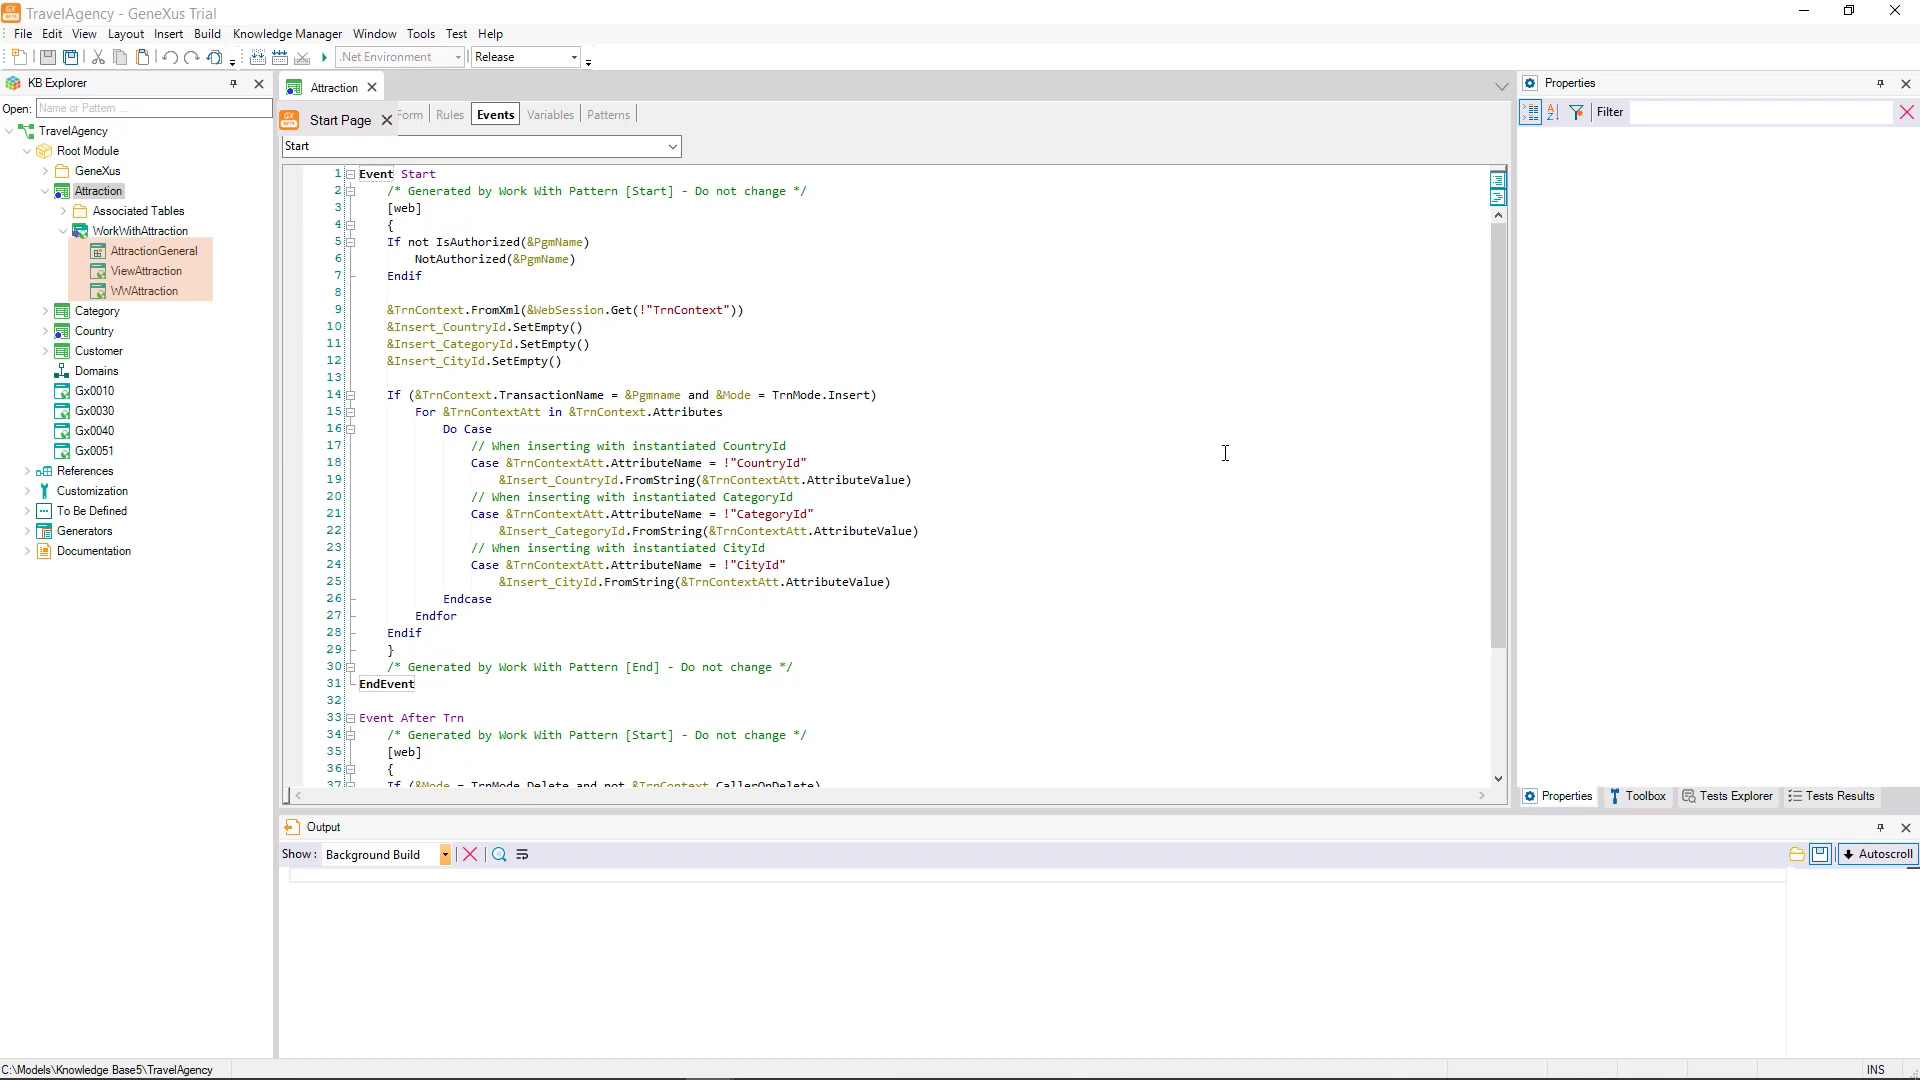 TravelAgency - GeneXus Trial
File Edit View Layout Insert Build Knowledge Manager Window Tools Test Help
.Net Environment Release
KB Explorer
Open: Name or Pattern ...
TravelAgency
Root Module
GeneXus
Attraction
Associated Tables
WorkWithAttraction
AttractionGeneral
ViewAttraction
WWAttraction
Category
Country
Customer
Domains
Gx0010
Gx0030
Gx0040
Gx0051
References
Customization
To Be Defined
Generators
Documentation
Attraction
Start Page
Form Rules Events Variables Patterns
Start
1 Event Start
2 /* Generated by Work With Pattern [Start] - Do not change */
3 [web]
4 {
5 If not IsAuthorized(&PgmName)
6 NotAuthorized(&PgmName)
7 Endif
8
9 &TrnContext.FromXml(&WebSession.Get(!"TrnContext"))
10 &Insert_CountryId.SetEmpty()
11 &Insert_CategoryId.SetEmpty()
12 &Insert_CityId.SetEmpty()
13
14 If (&TrnContext.TransactionName = &Pgmname and &Mode = TrnMode.Insert)
15 For &TrnContextAtt in &TrnContext.Attributes
16 Do Case
17 // When inserting with instantiated CountryId
18 Case &TrnContextAtt.AttributeName = !"CountryId"
19 &Insert_CountryId.FromString(&TrnContextAtt.AttributeValue)
20 // When inserting with instantiated CategoryId
21 Case &TrnContextAtt.AttributeName = !"CategoryId"
22 &Insert_CategoryId.FromString(&TrnContextAtt.AttributeValue)
23 // When inserting with instantiated CityId
24 Case &TrnContextAtt.AttributeName = !"CityId"
25 &Insert_CityId.FromString(&TrnContextAtt.AttributeValue)
26 Endcase
27 Endfor
28 Endif
29 }
30 /* Generated by Work With Pattern [End] - Do not change */
31 EndEvent
32
33 Event After Trn
34 /* Generated by Work With Pattern [Start] - Do not change */
35 [web]
36 {
37 If (&Mode = TrnMode.Delete and not &TrnContext.CallerOnDelete)
Properties
Filter
Properties Toolbox Tests Explorer Tests Results
Output
Show: Background Build
Autoscroll
C:\Models\Knowledge Base5\TravelAgency
INS